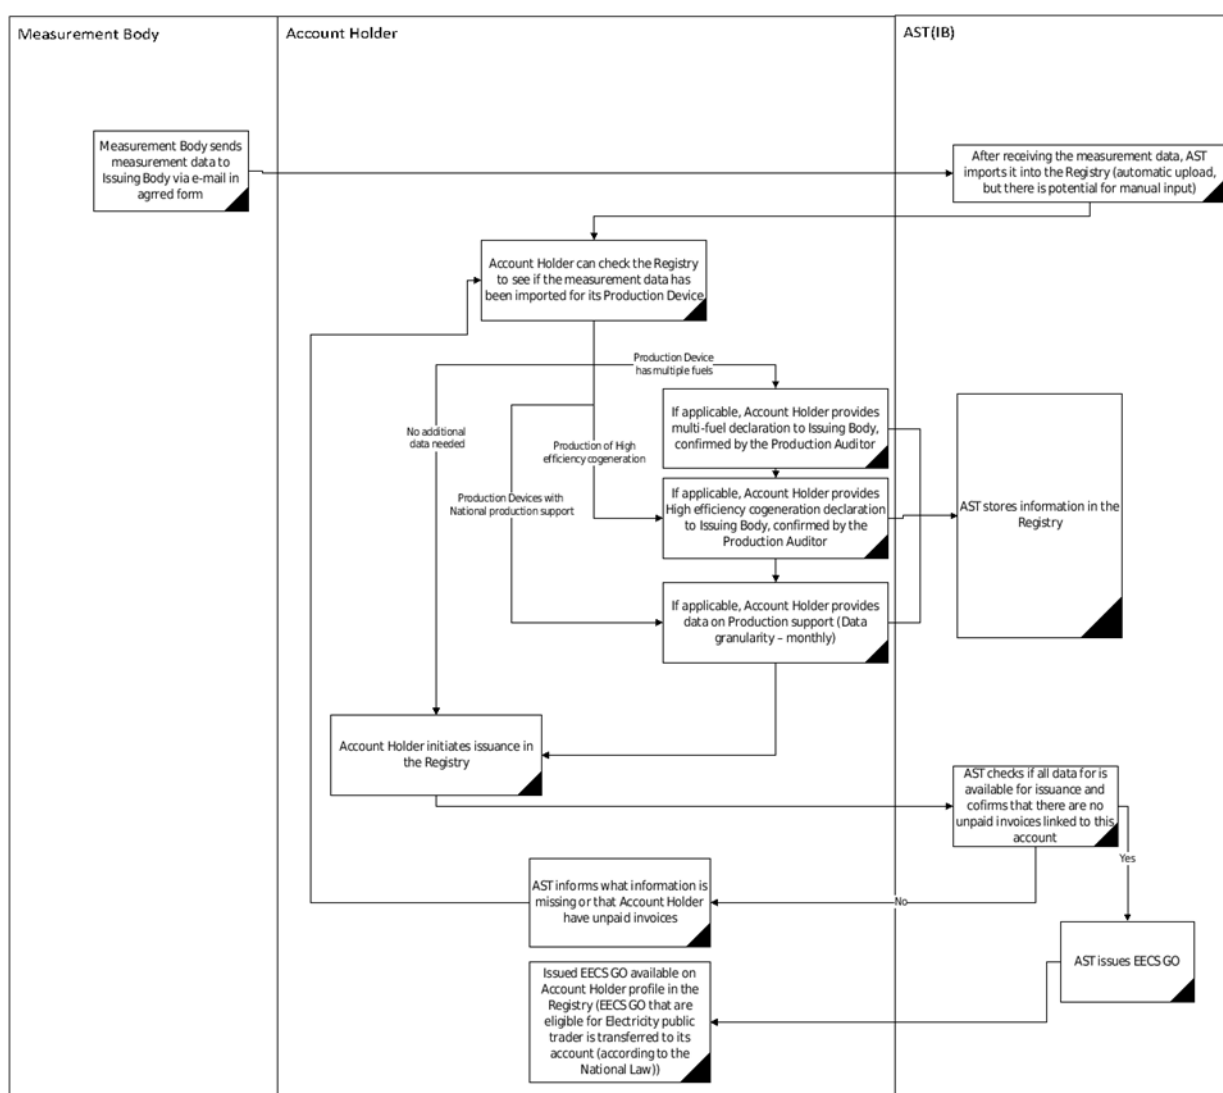 Measurement Body
Account Holder
AST(IB)
Measurement Body sends
measurement data to
Issuing Body via e-mail in
agrred form
After receiving the measurement data, AST
imports it into the Registry (automatic upload,
but there is potential for manual input)
Account Holder can check the Registry
to see if the measurement data has
been imported for its Production Device
Production Device
has multiple fuels
If applicable, Account Holder provides
multi-fuel declaration to Issuing Body,
confirmed by the Production Auditor
No additional
data needed
Production of High
efficiency cogeneration
Production Devices with
National production support
If applicable, Account Holder provides
High efficiency cogeneration declaration
to Issuing Body, confirmed by the
Production Auditor
AST stores information in the
Registry
If applicable, Account Holder provides
data on Production support (Data
granularity – monthly)
Account Holder initiates issuance in
the Registry
AST checks if all data for is
available for issuance and
cofirms that there are no
unpaid invoices linked to this
account
Yes
No
AST informs what information is
missing or that Account Holder
have unpaid invoices
AST issues EECS GO
Issued EECS GO available on
Account Holder profile in the
Registry (EECS GO that are
eligible for Electricity public
trader is transferred to its
account (according to the
National Law))